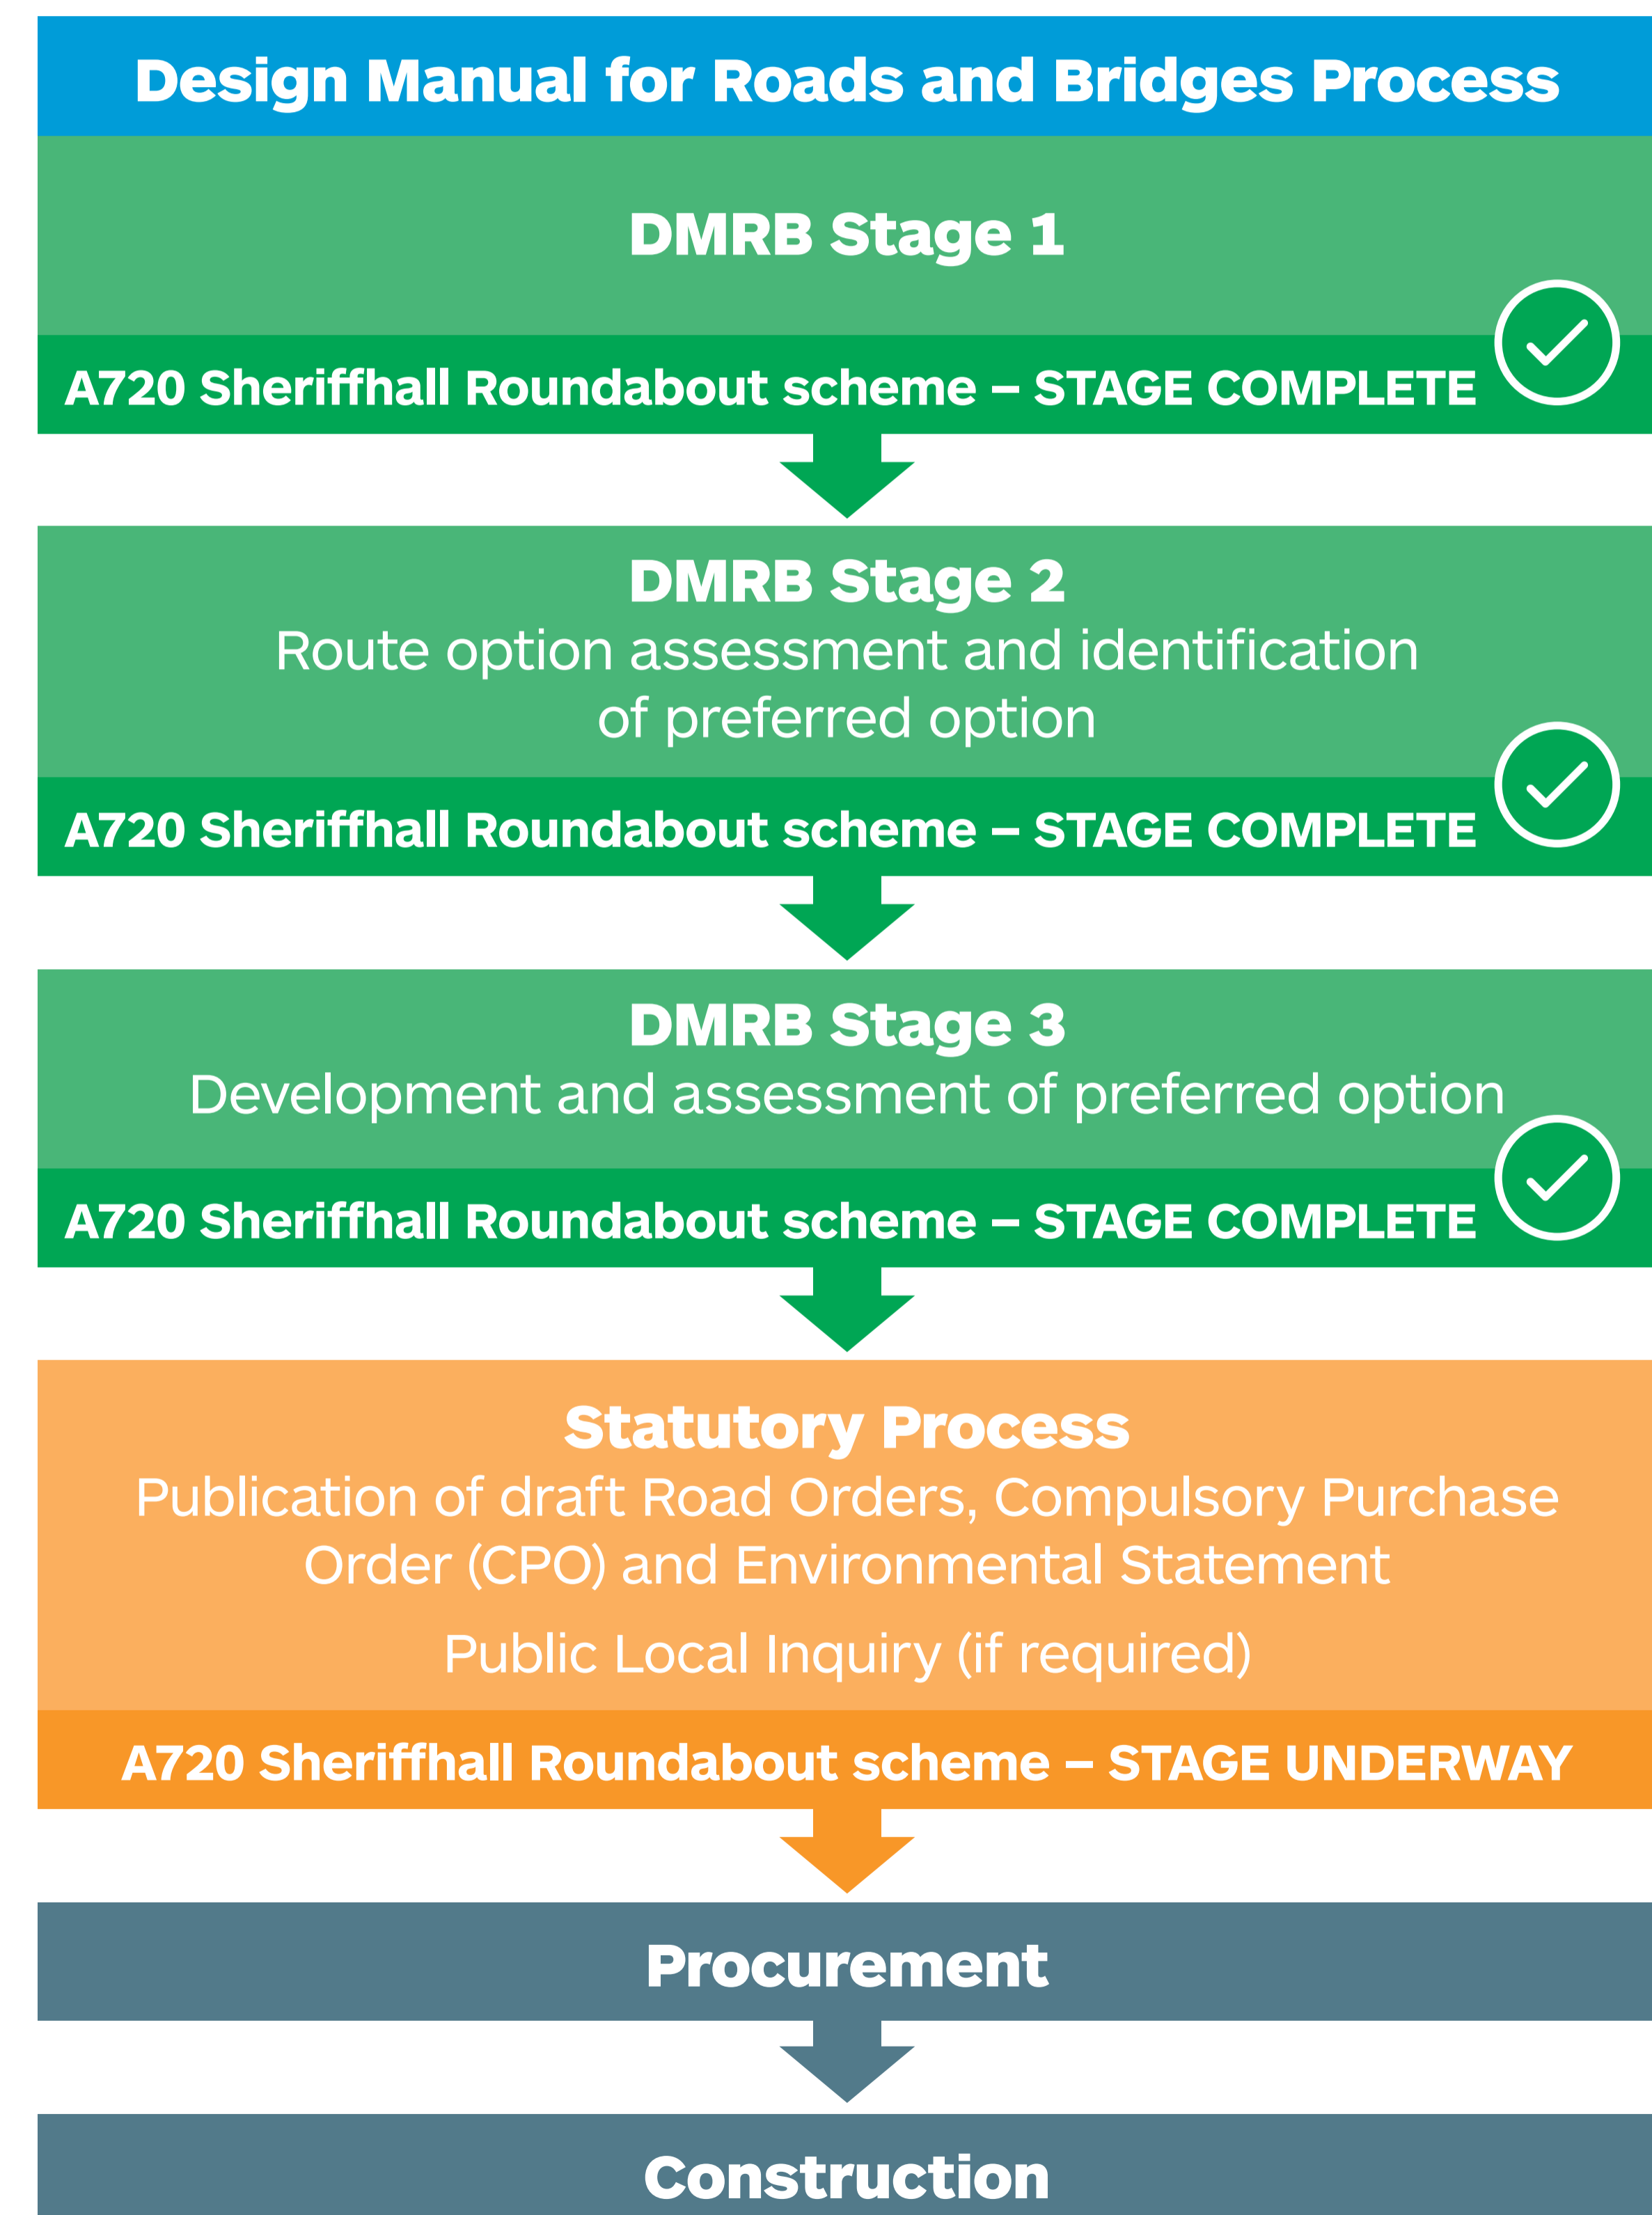 Design Manual for Roads and Bridges Process
DMRB Stage 1
A720 Sheriffhall Roundabout scheme – STAGE COMPLETE
DMRB Stage 2
Route option assessment and identification
of preferred option
A720 Sheriffhall Roundabout scheme – STAGE COMPLETE
DMRB Stage 3
Development and assessment of preferred option
A720 Sheriffhall Roundabout scheme – STAGE COMPLETE
Statutory Process
Publication of draft Road Orders, Compulsory Purchase
Order (CPO) and Environmental Statement
Public Local Inquiry (if required)
A720 Sheriffhall Roundabout scheme – STAGE UNDERWAY
Procurement
Construction